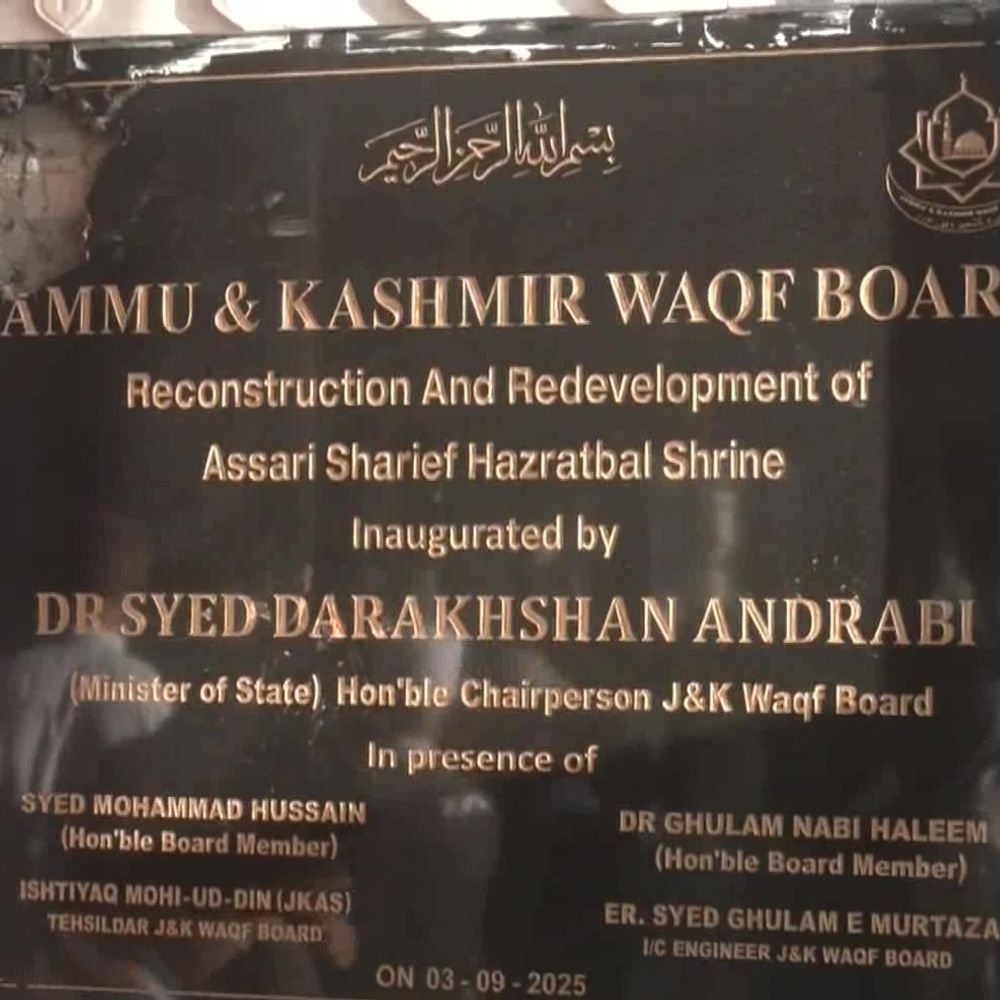 بسم الله الرحمن الرحيم
AMMU & KASHMIR WAQF BOAR
Reconstruction And Redevelopment of
Assari Sharief Hazratbal Shrine
Inaugurated by
DR SYED DARAKHSHAN ANDRABI
(Minister of State) Hon'ble Chairperson J&K Waqf Board
In presence of
SYED MOHAMMAD HUSSAIN
(Hon'ble Board Member)
ISHTIYAQ MOHI-UD-DIN (JKAS)
TEHSILDAR J&K WAQF BOARD
DR GHULAM NABI HALEEM
(Hon'ble Board Member)
ER. SYED GHULAM E MURTAZA
I/C ENGINEER J&K WAQF BOARD
ON 03-09-2025